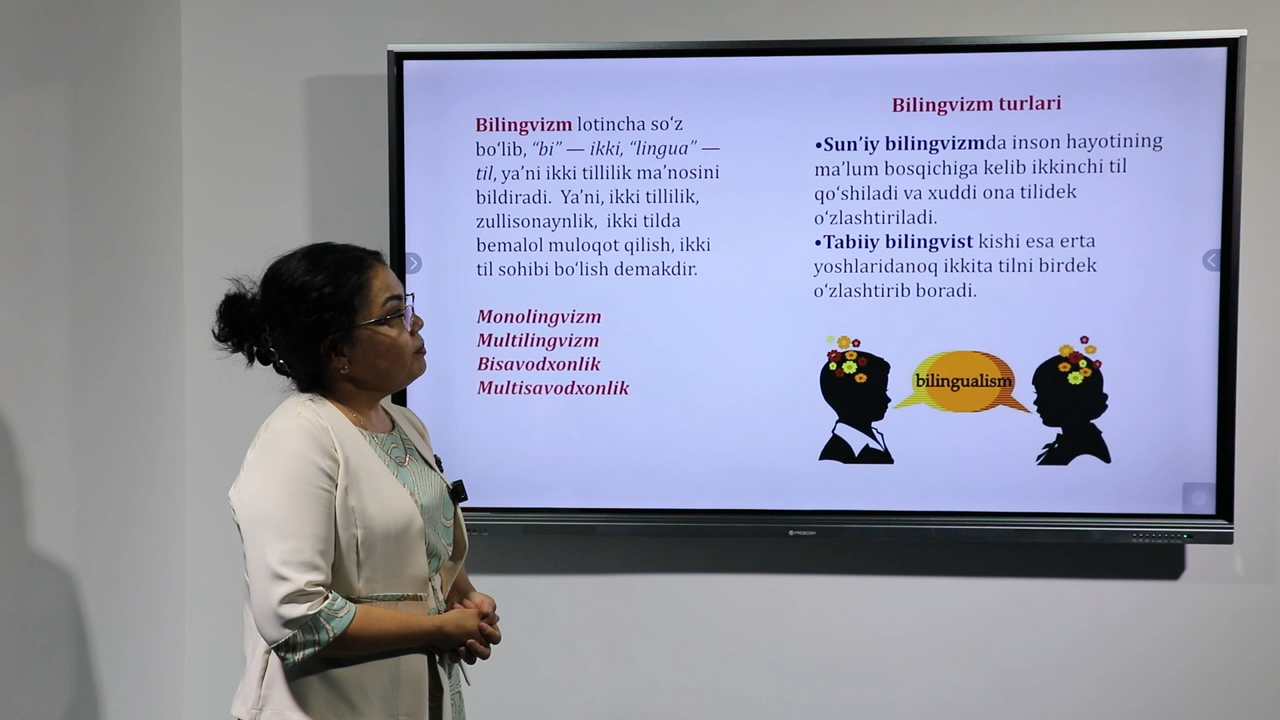 Bilingvizm lotincha so‘z
bo‘lib, “bi” — ikki, “lingua” —
til, ya’ni ikki tillilik ma’nosini
bildiradi. Ya’ni, ikki tillilik,
zullisonaynlik, ikki tilda
bemalol muloqot qilish, ikki
til sohibi bo‘lish demakdir.
Monolingvizm
Multilingvizm
Bisavodxonlik
Multisavodxonlik
Bilingvizm turlari
•Sun’iy bilingvizmda inson hayotining
ma’lum bosqichiga kelib ikkinchi til
qo‘shiladi va xuddi ona tilidek
o‘zlashtiriladi.
•Tabiiy bilingvist kishi esa erta
yoshlaridanoq ikkita tilni birdek
o‘zlashtirib boradi.
bilingualism